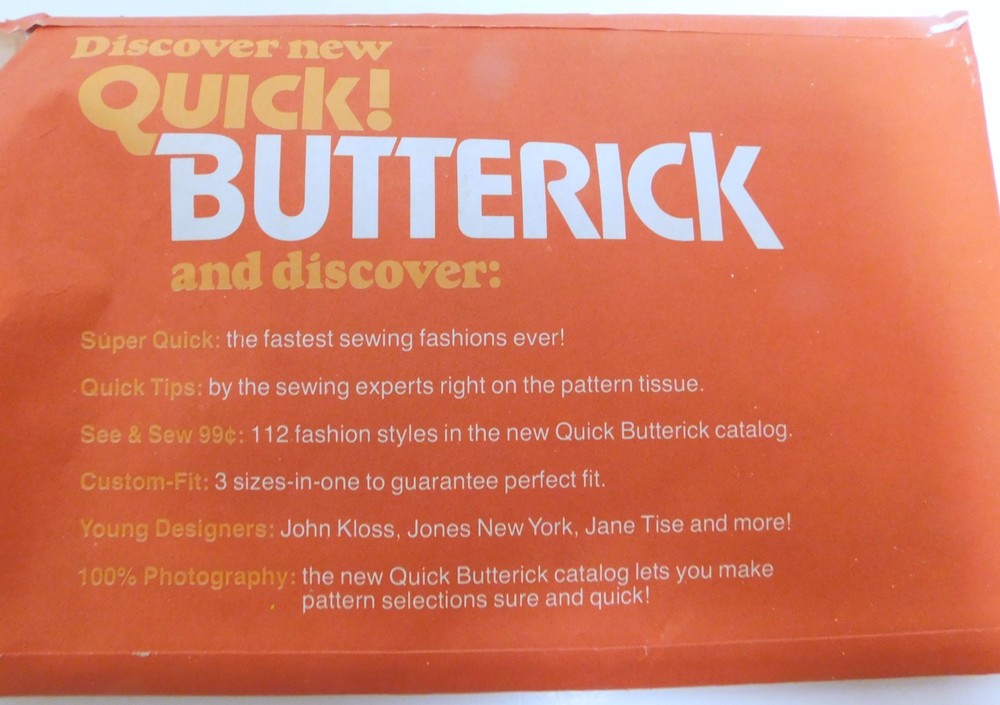 Discover new
QUICK!
BUTTERICK
and discover:
Super Quick: the fastest sewing fashions ever!
Quick Tips: by the sewing experts right on the pattern tissue.
See & Sew 99¢: 112 fashion styles in the new Quick Butterick catalog.
Custom-Fit: 3 sizes-in-one to guarantee perfect fit.
Young Designers: John Kloss, Jones New York, Jane Tise and more!
100% Photography: the new Quick Butterick catalog lets you make
pattern selections sure and quick!